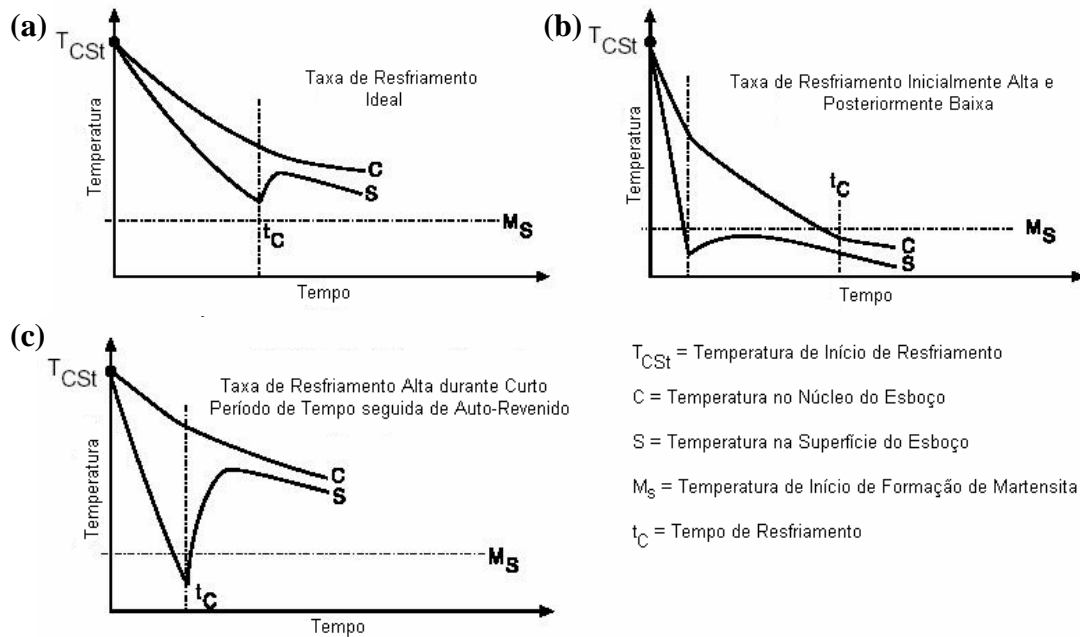 (a)
T_CSt
Taxa de Resfriamento
Ideal
Temperatura
C
S
M_S
t_C
Tempo
(b)
T_CSt
Taxa de Resfriamento Inicialmente Alta e
Posteriormente Baixa
Temperatura
t_C
M_S
C
S
Tempo
(c)
T_CSt
Taxa de Resfriamento Alta durante Curto
Período de Tempo seguida de Auto-Revenido
Temperatura
C
S
M_S
t_C
Tempo
T_CSt = Temperatura de Início de Resfriamento
C = Temperatura no Núcleo do Esboço
S = Temperatura na Superfície do Esboço
M_S = Temperatura de Início de Formação de Martensita
t_C = Tempo de Resfriamento